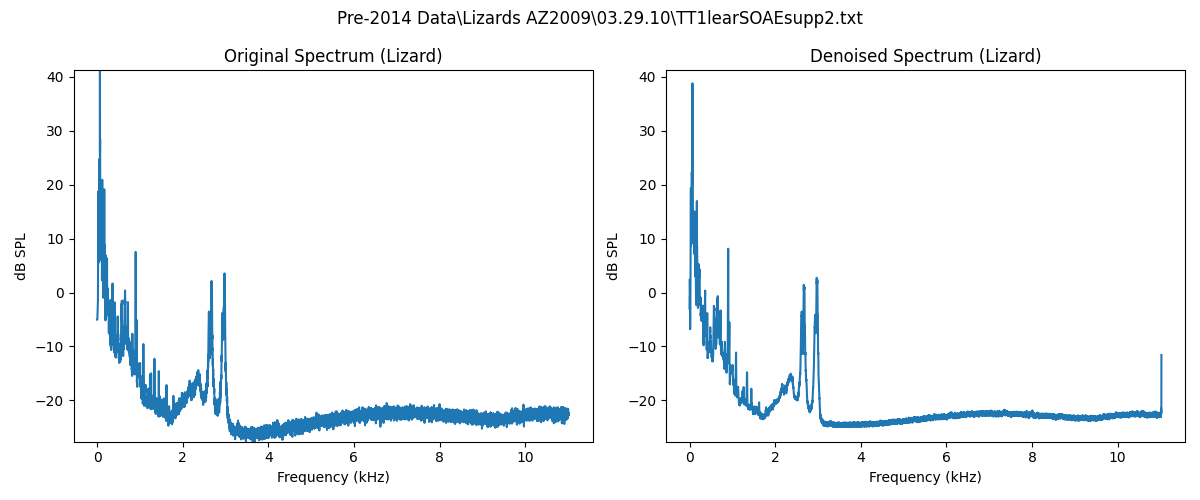 Pre-2014 Data\Lizards AZ2009\03.29.10\TT1learSOAEsupp2.txt
Original Spectrum (Lizard)
40
30
20
10
0
−10
−20
dB SPL
0 2 4 6 8 10
Frequency (kHz)
Denoised Spectrum (Lizard)
40
30
20
10
0
−10
−20
dB SPL
0 2 4 6 8 10
Frequency (kHz)